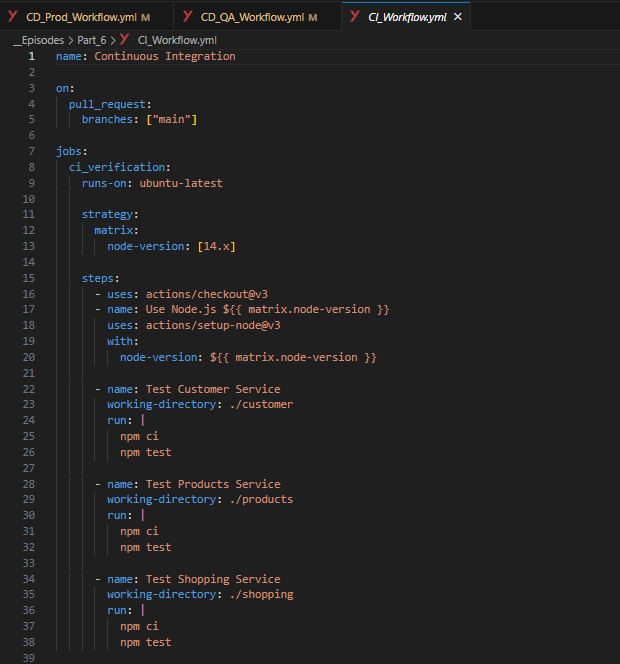 CD_Prod_Workflow.yml M CD_QA_Workflow.yml M CI_Workflow.yml ×
__Episodes > Part_6 > CI_Workflow.yml
1 name: Continuous Integration
2
3 on:
4   pull_request:
5     branches: ["main"]
6
7 jobs:
8   ci_verification:
9     runs-on: ubuntu-latest
10
11     strategy:
12       matrix:
13         node-version: [14.x]
14
15     steps:
16       - uses: actions/checkout@v3
17       - name: Use Node.js ${{ matrix.node-version }}
18         uses: actions/setup-node@v3
19         with:
20           node-version: ${{ matrix.node-version }}
21
22       - name: Test Customer Service
23         working-directory: ./customer
24         run: |
25           npm ci
26           npm test
27
28       - name: Test Products Service
29         working-directory: ./products
30         run: |
31           npm ci
32           npm test
33
34       - name: Test Shopping Service
35         working-directory: ./shopping
36         run: |
37           npm ci
38           npm test
39